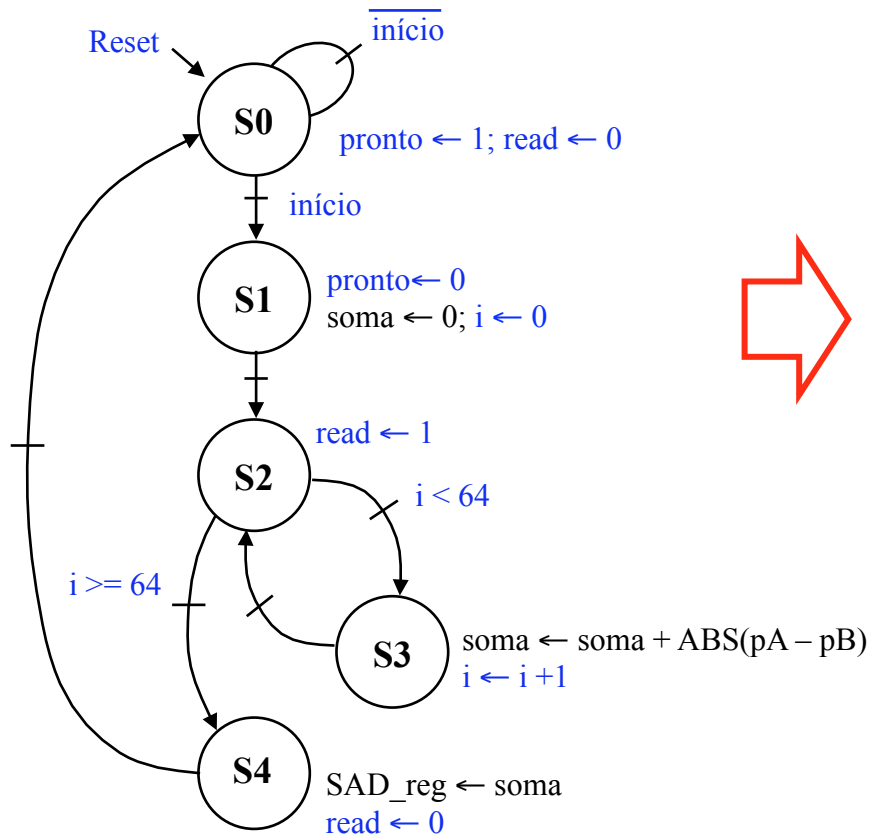 início
Reset
S0
pronto ← 1; read ← 0
início
S1
pronto← 0
soma ← 0; i ← 0
read ← 1
S2
i < 64
i >= 64
S3
soma ← soma + ABS(pA – pB)
i ← i +1
S4
SAD_reg ← soma
read ← 0